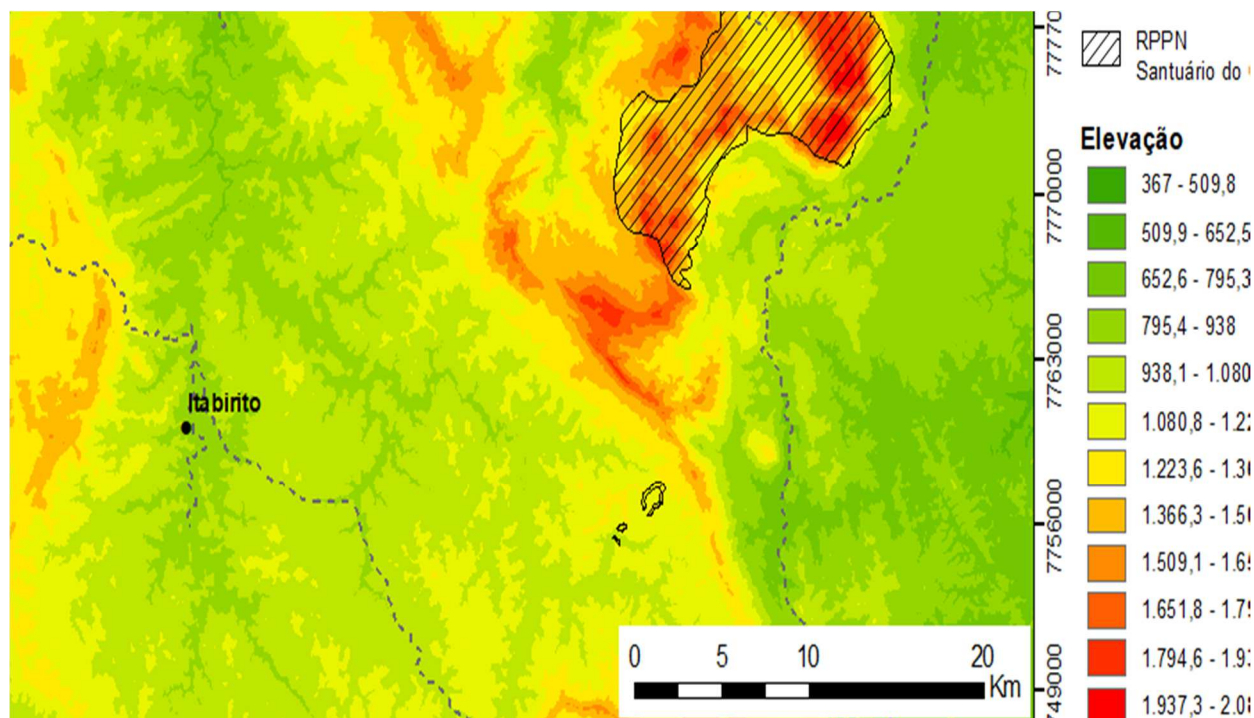 Itabirito
0 5 10 20
Km
7770000
7763000
7756000
RPPN
Santuário do
Elevação
367 - 509,8
509,9 - 652,5
652,6 - 795,3
795,4 - 938
938,1 - 1.080
1.080,8 - 1.22
1.223,6 - 1.3
1.366,3 - 1.5
1.509,1 - 1.6
1.651,8 - 1.7
1.794,6 - 1.9
1.937,3 - 2.0